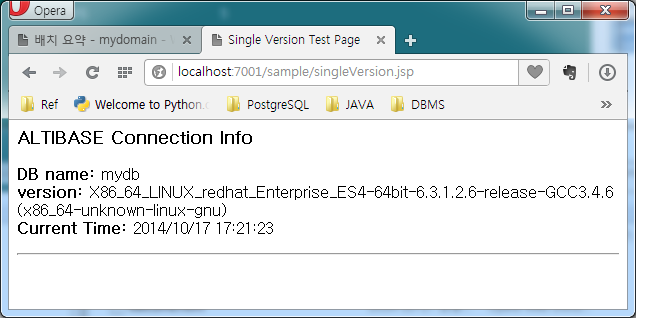 Opera
배치 요약 - mydomain - W
Single Version Test Page
localhost:7001/sample/singleVersion.jsp
Ref
Welcome to Python.
PostgreSQL
JAVA
DBMS
ALTIBASE Connection Info
DB name: mydb
version: X86_64_LINUX_redhat_Enterprise_ES4-64bit-6.3.1.2.6-release-GCC3.4.6
(x86_64-unknown-linux-gnu)
Current Time: 2014/10/17 17:21:23